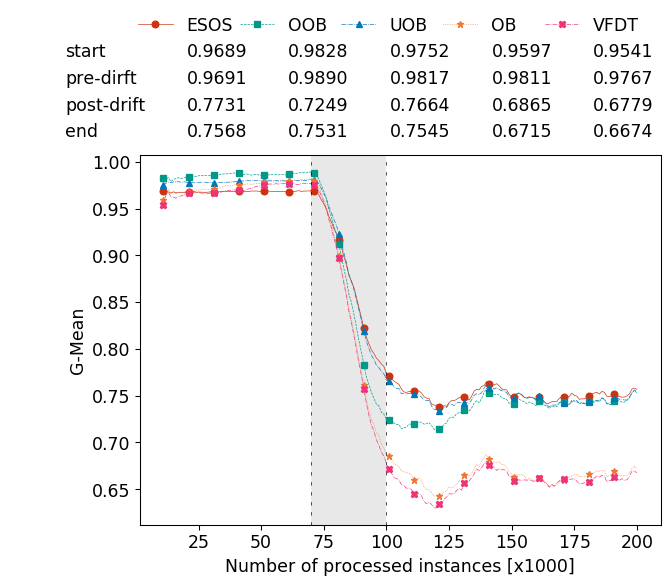 ESOS OOB UOB OB VFDT
start 0.9689 0.9828 0.9752 0.9597 0.9541
pre-dirft 0.9691 0.9890 0.9817 0.9811 0.9767
post-drift 0.7731 0.7249 0.7664 0.6865 0.6779
end 0.7568 0.7531 0.7545 0.6715 0.6674
1.00
0.95
0.90
0.85
0.80
0.75
0.70
0.65
G-Mean
25 50 75 100 125 150 175 200
Number of processed instances [x1000]